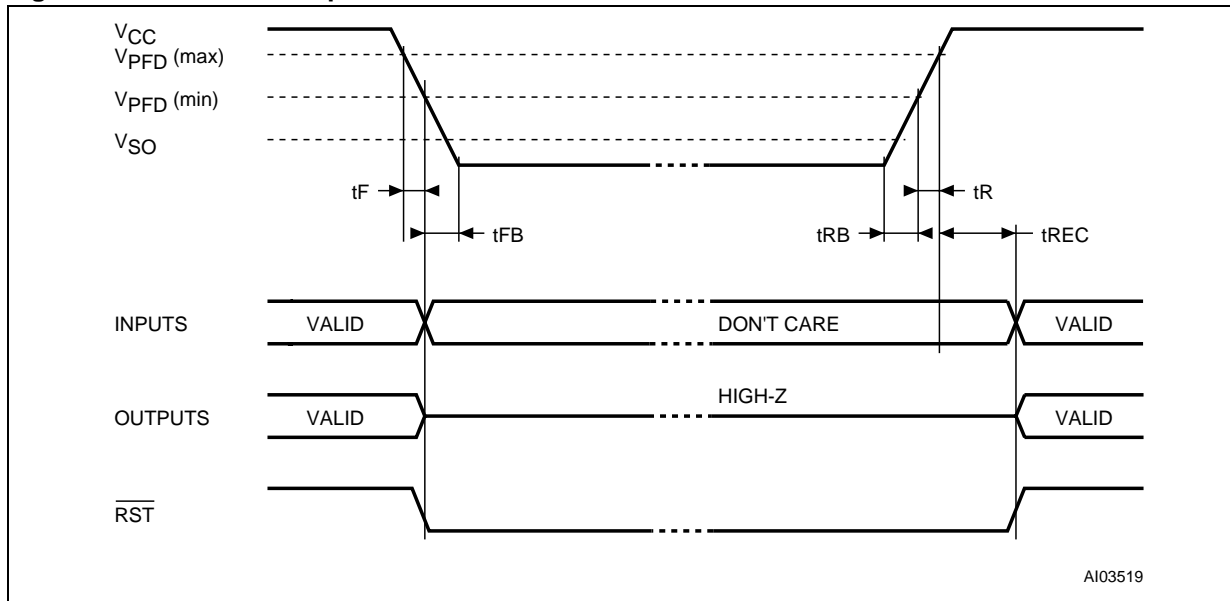 VCC
VPFD (max)
VPFD (min)
VSO
tF
tR
tFB
tRB
tREC
INPUTS
VALID
DON'T CARE
VALID
HIGH-Z
OUTPUTS
VALID
VALID
RST
AI03519